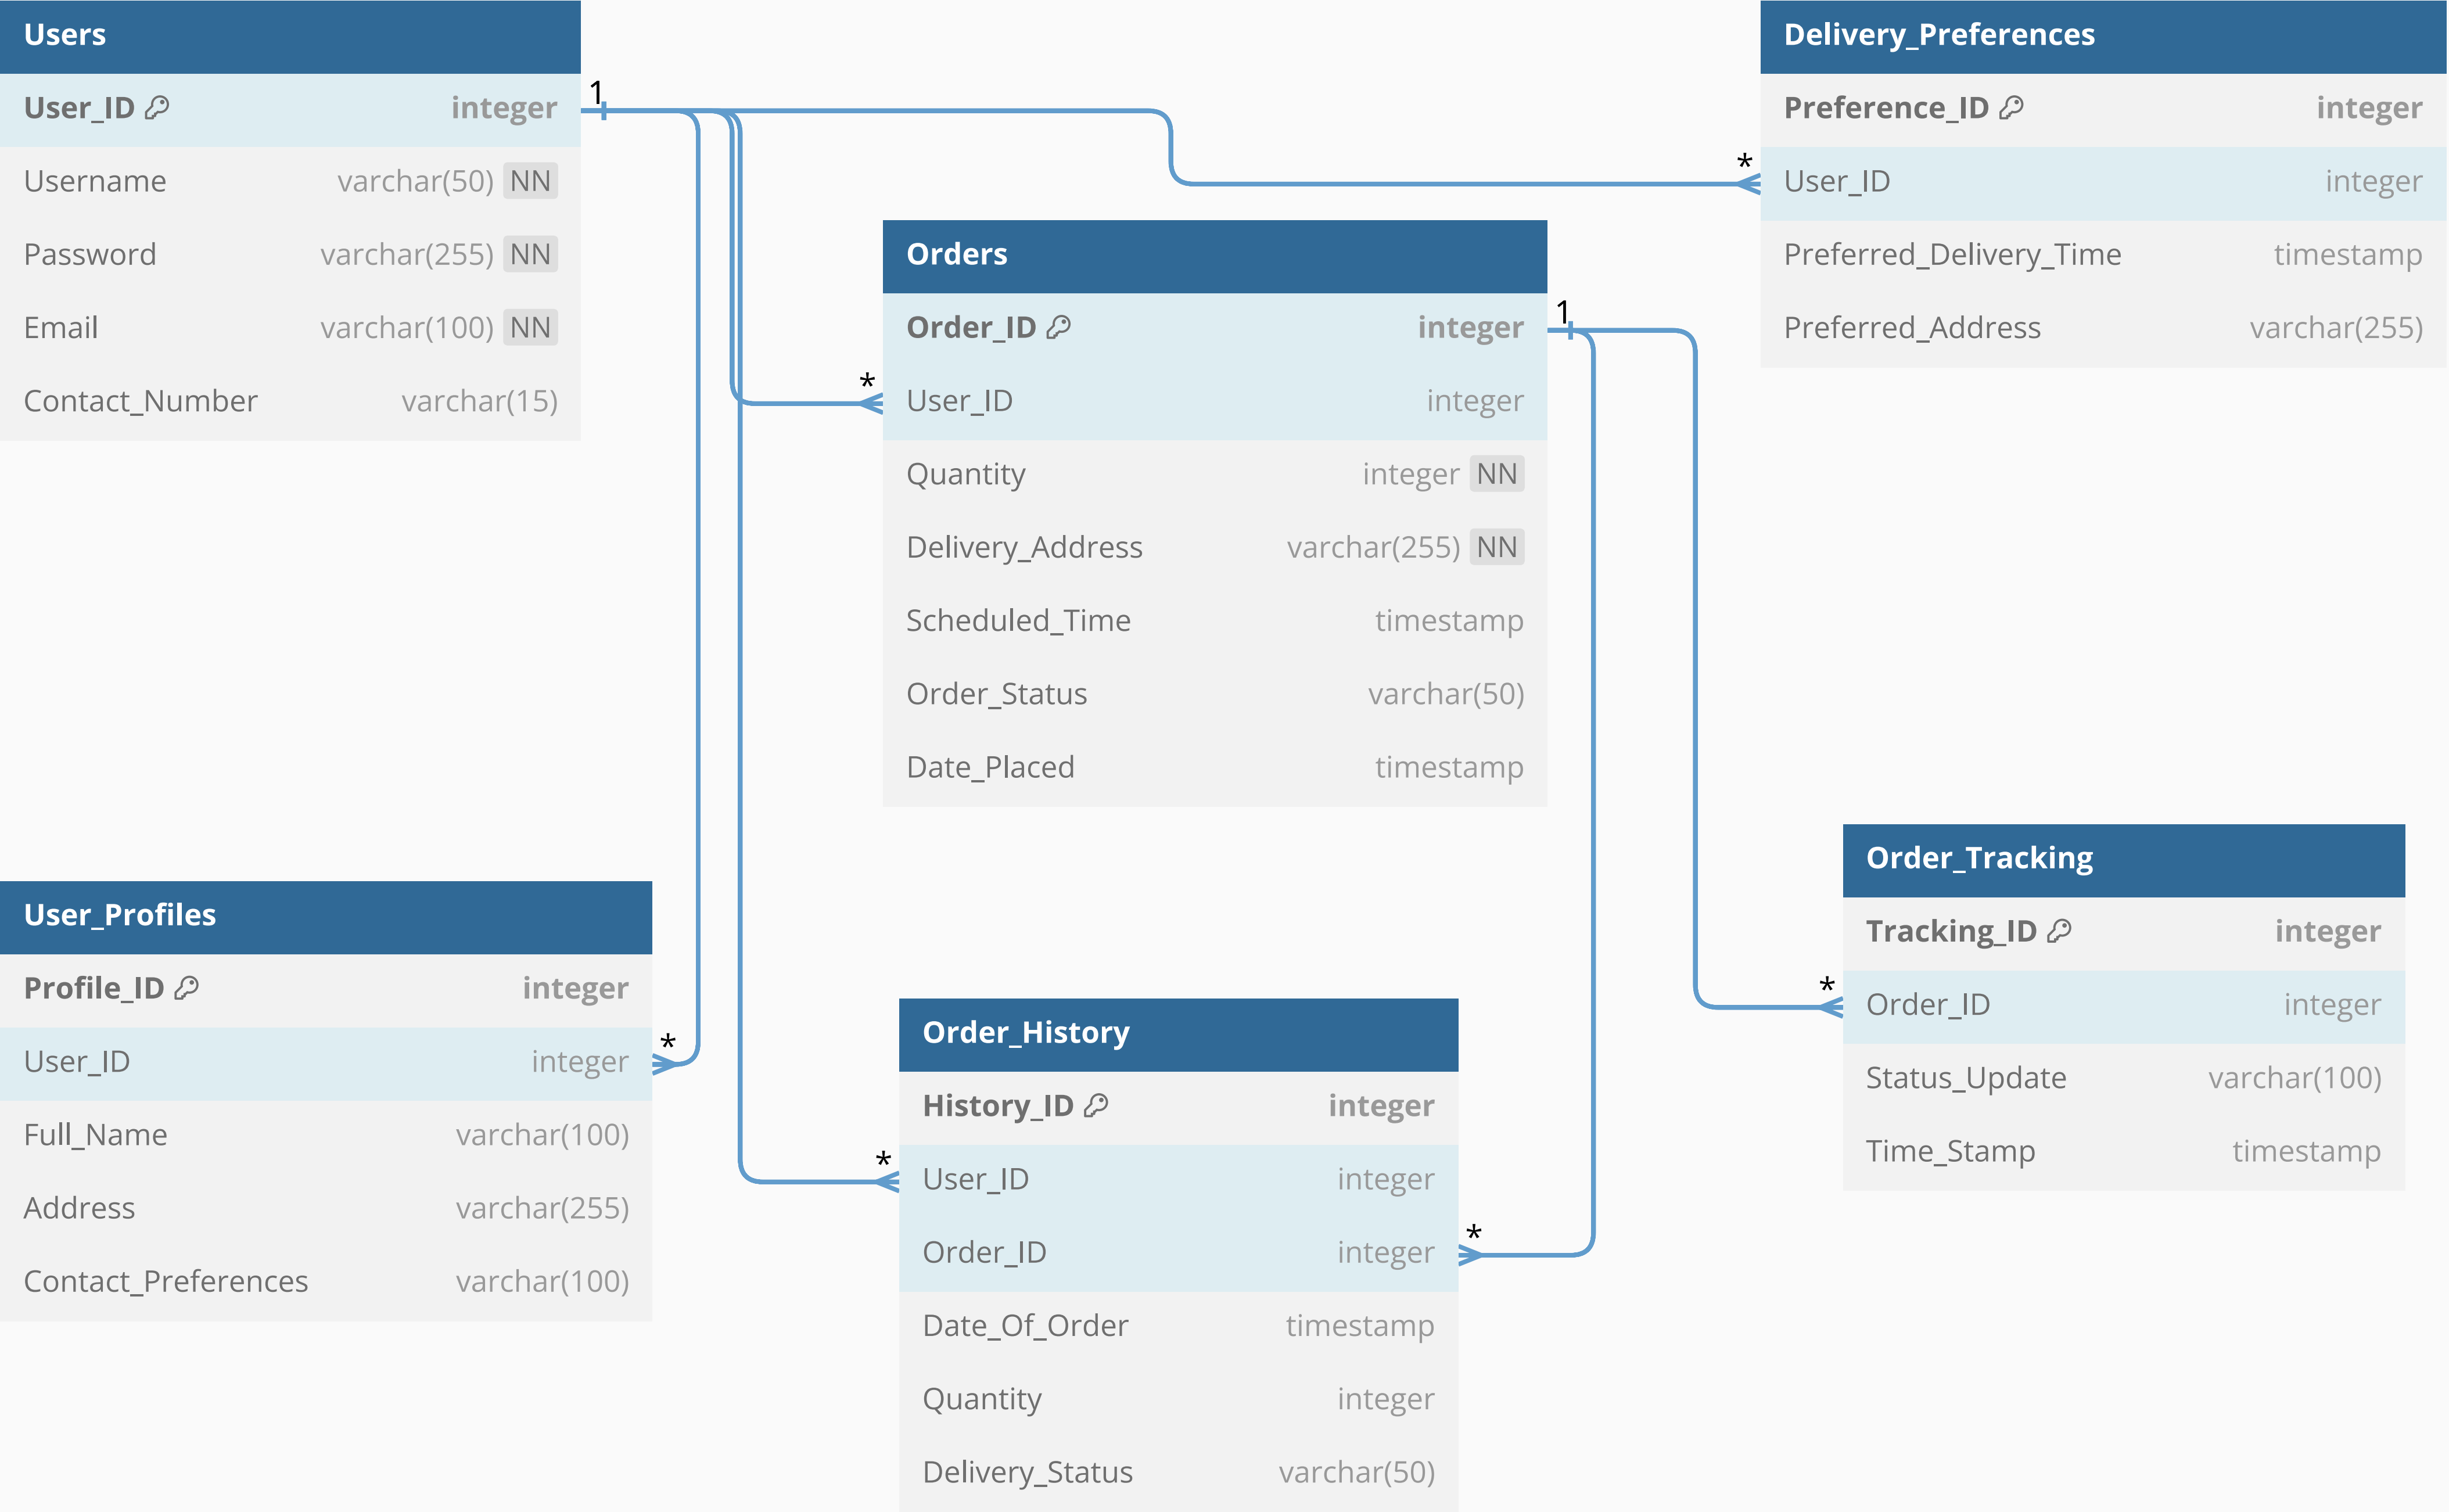 Users
User_ID integer
Username varchar(50) NN
Password varchar(255) NN
Email varchar(100) NN
Contact_Number varchar(15)
1
*
*
*
*
Delivery_Preferences
Preference_ID integer
User_ID integer
Preferred_Delivery_Time timestamp
Preferred_Address varchar(255)
Orders
Order_ID integer
User_ID integer
Quantity integer NN
Delivery_Address varchar(255) NN
Scheduled_Time timestamp
Order_Status varchar(50)
Date_Placed timestamp
1
*
*
User_Profiles
Profile_ID integer
User_ID integer
Full_Name varchar(100)
Address varchar(255)
Contact_Preferences varchar(100)
Order_History
History_ID integer
User_ID integer
Order_ID integer
Date_Of_Order timestamp
Quantity integer
Delivery_Status varchar(50)
Order_Tracking
Tracking_ID integer
Order_ID integer
Status_Update varchar(100)
Time_Stamp timestamp